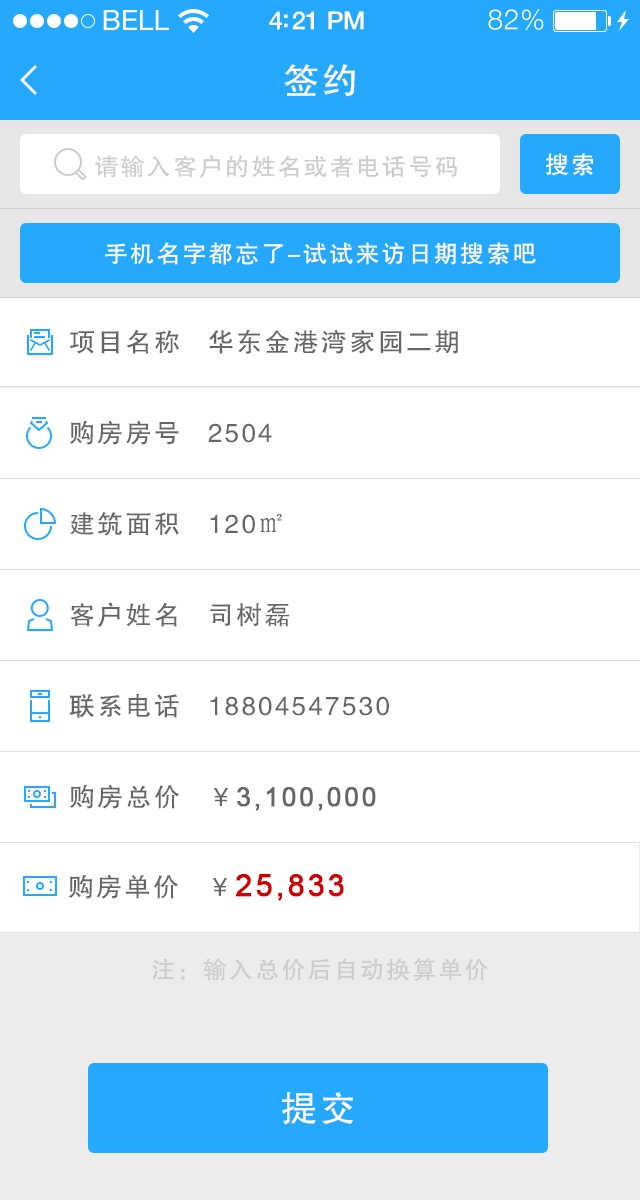 BELL 4:21 PM 82%
签约
请输入客户的姓名或者电话号码 搜索
手机名字都忘了-试试来访日期搜索吧
项目名称 华东金港湾家园二期
购房房号 2504
建筑面积 120㎡
客户姓名 司树磊
联系电话 18804547530
购房总价 ¥3,100,000
购房单价 ¥25,833
注：输入总价后自动换算单价
提交